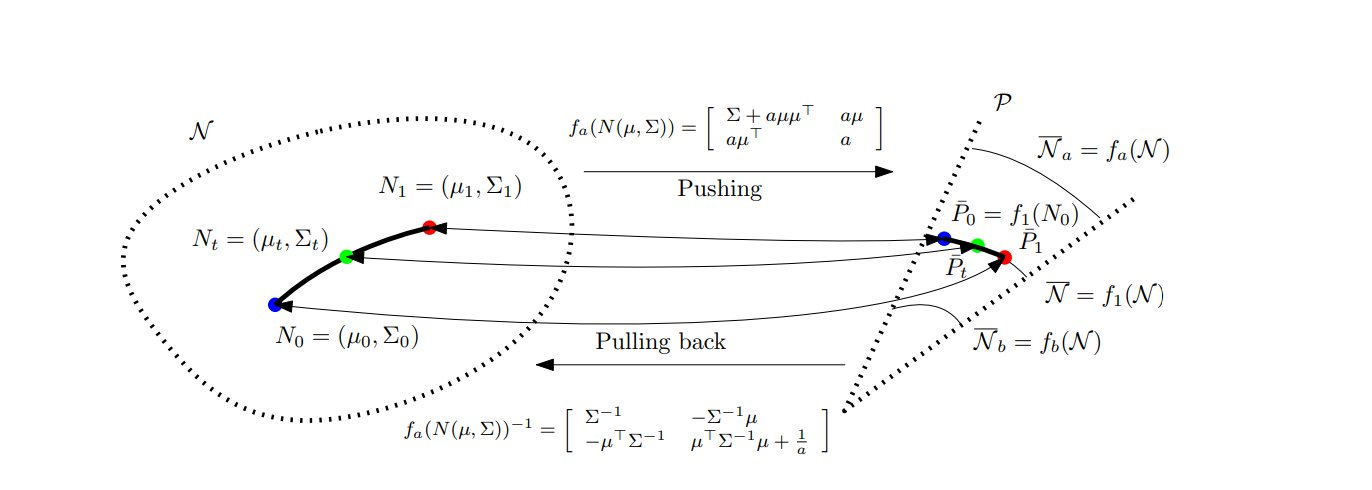 𝒫
f_a(N(μ, Σ)) = [ Σ + aμμ^⊤ aμ
aμ^⊤ a ]
𝒩
N̅_a = f_a(𝒩)
N_1 = (μ_1, Σ_1)
Pushing
P̄_0 = f_1(N_0)
N_t = (μ_t, Σ_t)
P̄_1
P̄_t
N̅ = f_1(𝒩)
N_0 = (μ_0, Σ_0)
Pulling back
N̅_b = f_b(𝒩)
f_a(N(μ, Σ))^{-1} = [ Σ^{-1} −Σ^{-1}μ
−μ^⊤Σ^{-1} μ^⊤Σ^{-1}μ + 1/a ]